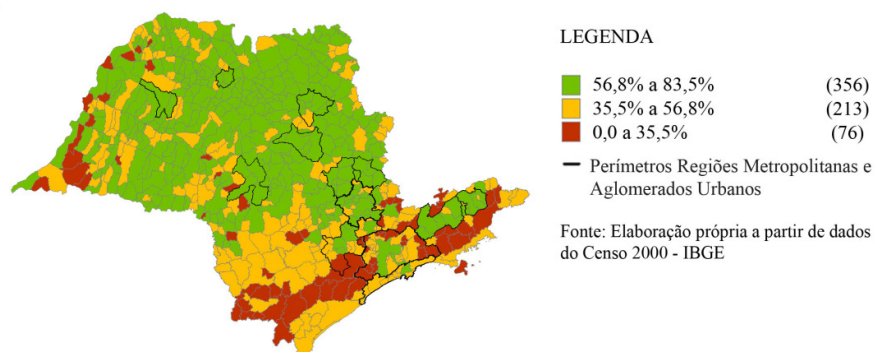 LEGENDA
56,8% a 83,5% (356)
35,5% a 56,8% (213)
0,0 a 35,5% (76)
Perímetros Regiões Metropolitanas e
Aglomerados Urbanos
Fonte: Elaboração própria a partir de dados
do Censo 2000 - IBGE